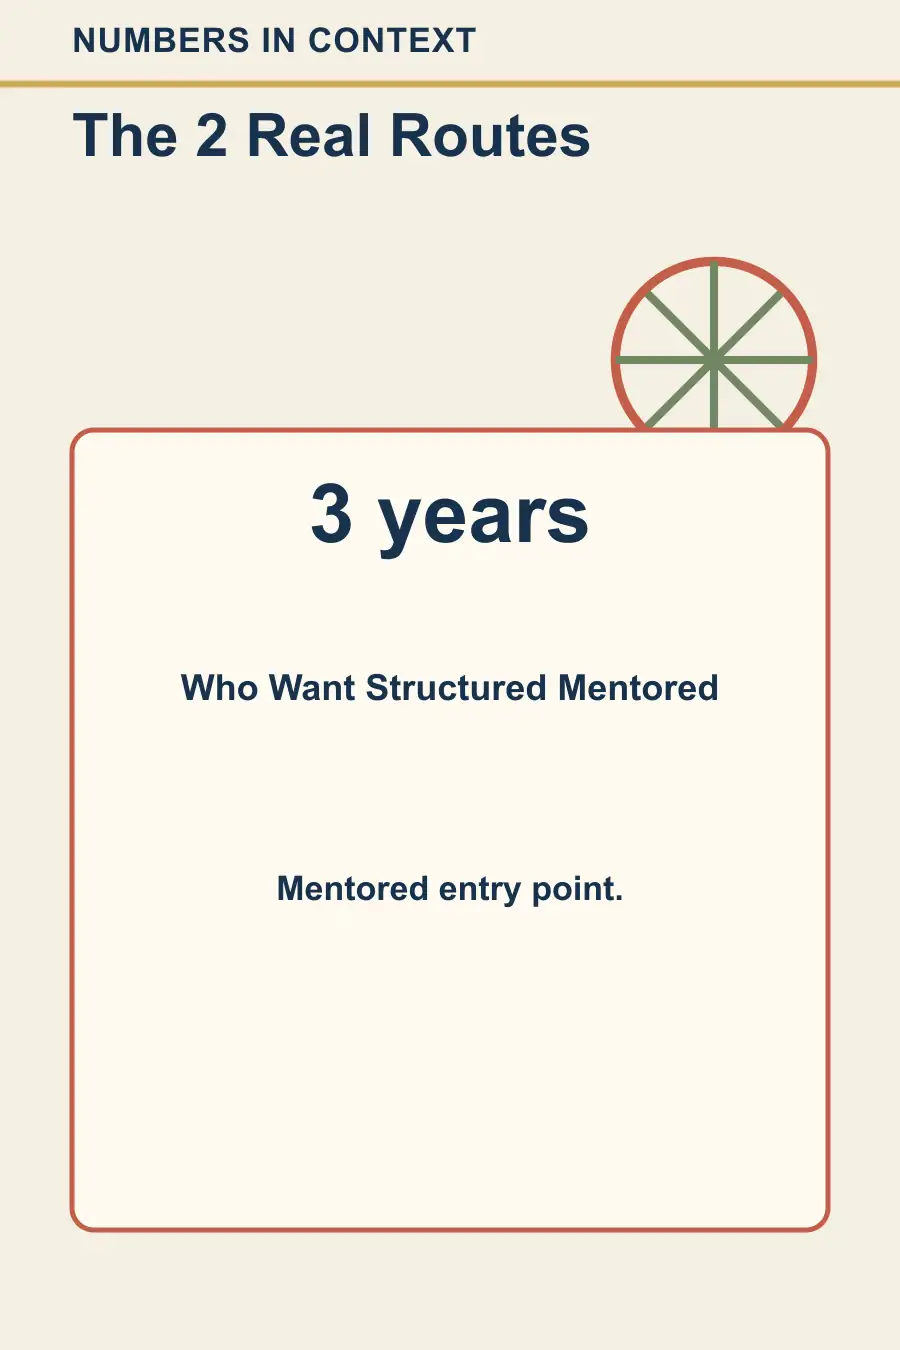 NUMBERS IN CONTEXT
The 2 Real Routes
3 years
Who Want Structured Mentored
Mentored entry point.